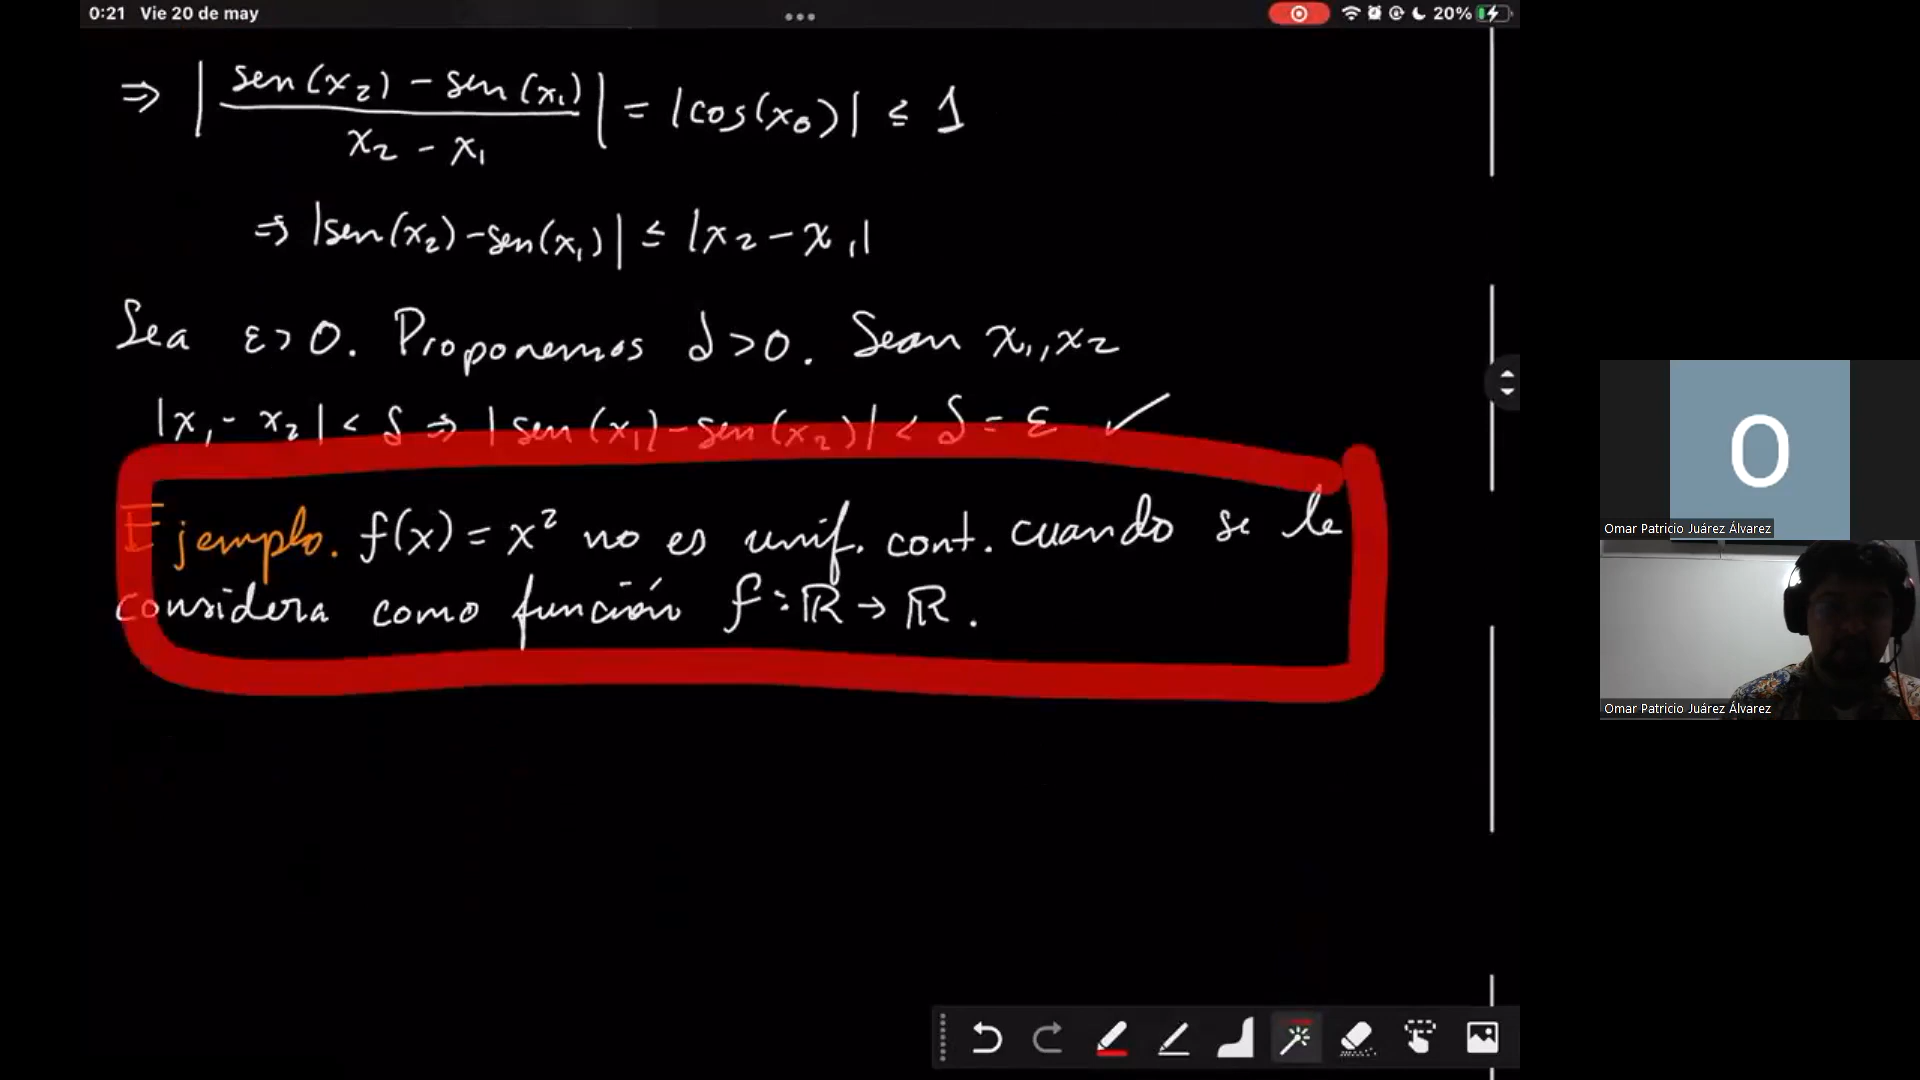 0:21 Vie 20 de may
20%
⇒ | sen(x₂) - sen(x₁) / x₂ - x₁ | = |cos(x₀)| ≤ 1
⇒ |sen(x₂)-sen(x₁)| ≤ |x₂-x₁|
Sea ε>0. Proponemos δ>0. Sean x₁,x₂
|x₁-x₂| < δ ⇒ |sen(x₁)-sen(x₂)| < δ = ε ✓
Ejemplo. f(x) = x² no es unif. cont. cuando se le
considera como función f:ℝ→ℝ.
O
Omar Patricio Juárez Álvarez
Omar Patricio Juárez Álvarez